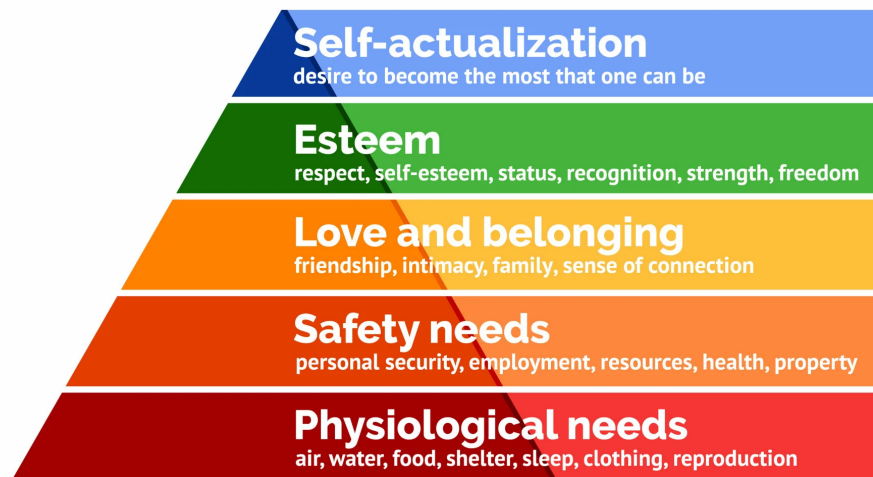 Self-actualization
desire to become the most that one can be
Esteem
respect, self-esteem, status, recognition, strength, freedom
Love and belonging
friendship, intimacy, family, sense of connection
Safety needs
personal security, employment, resources, health, property
Physiological needs
air, water, food, shelter, sleep, clothing, reproduction